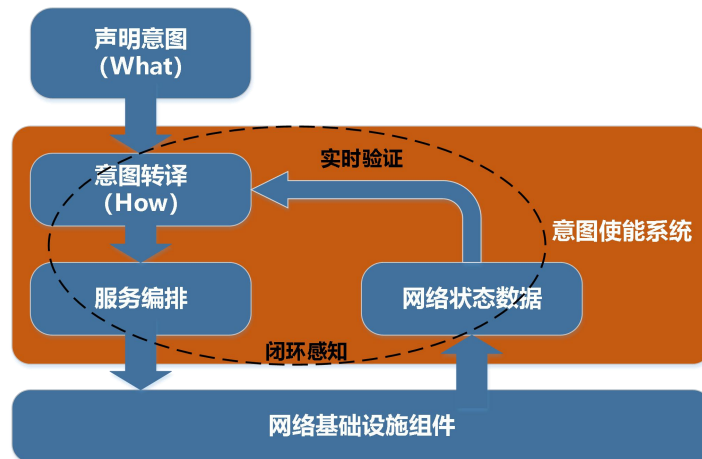 声明意图
（What）
实时验证
意图转译
（How）
意图使能系统
服务编排
网络状态数据
闭环感知
网络基础设施组件